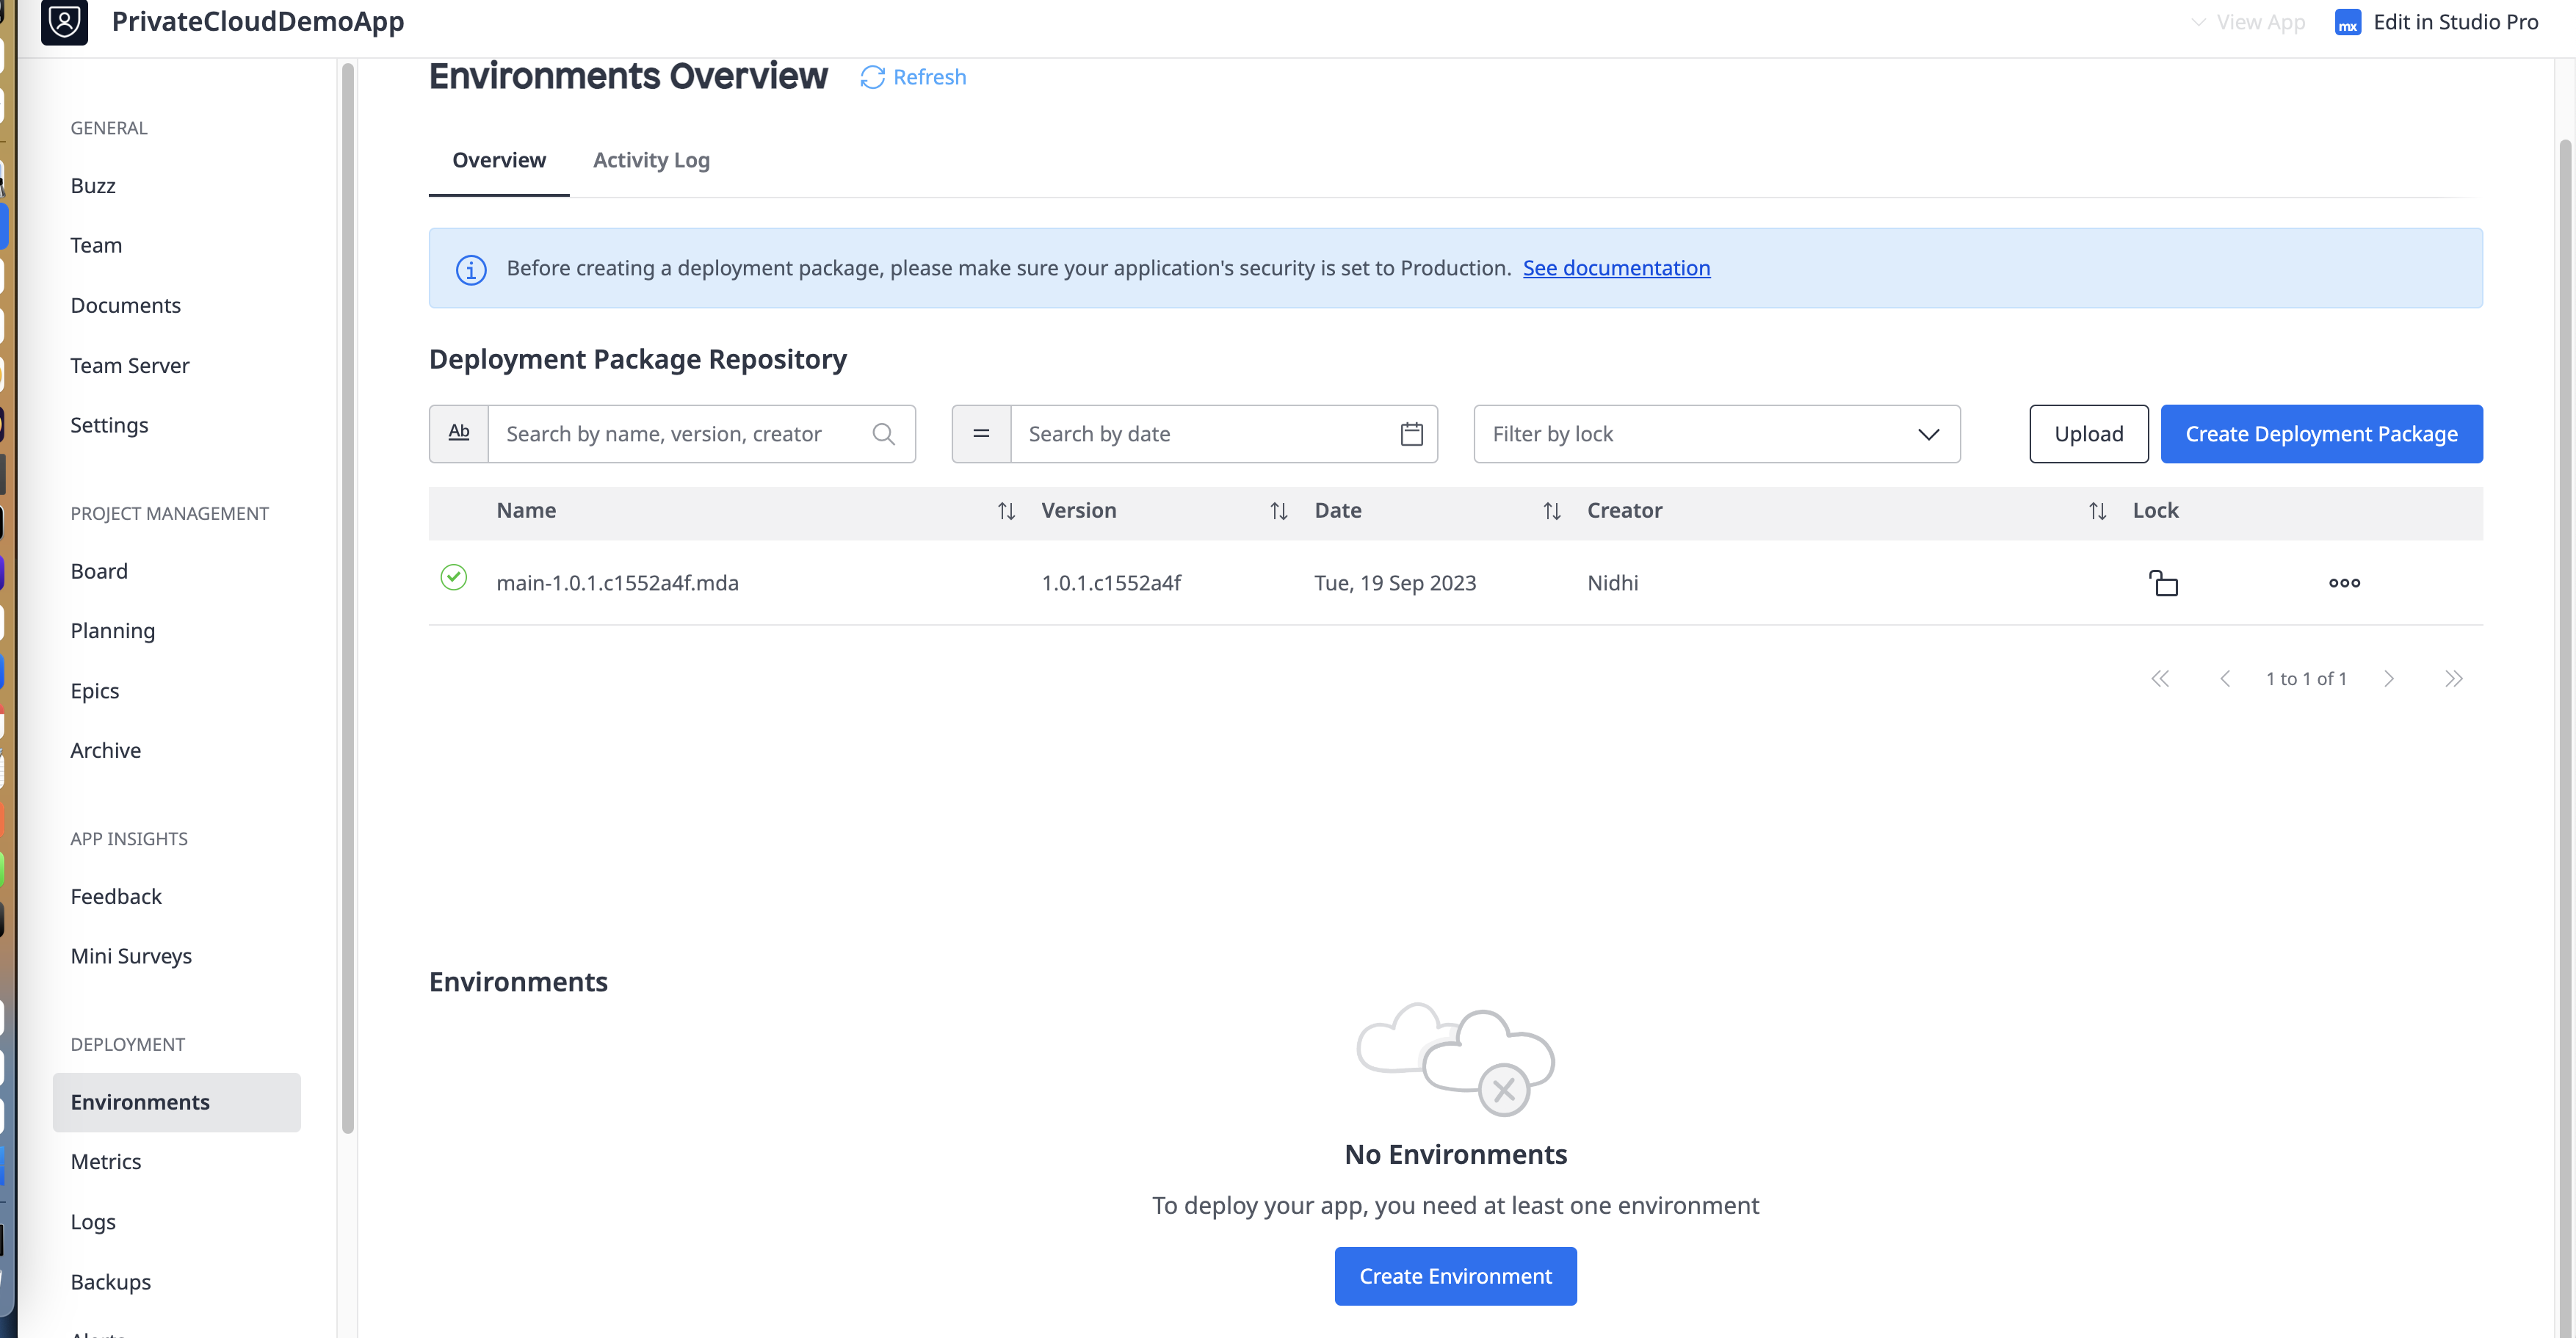 PrivateCloudDemoApp
View App
mx
Edit in Studio Pro
GENERAL
Buzz
Team
Documents
Team Server
Settings
PROJECT MANAGEMENT
Board
Planning
Epics
Archive
APP INSIGHTS
Feedback
Mini Surveys
DEPLOYMENT
Environments
Metrics
Logs
Backups
Environments Overview
Refresh
Overview
Activity Log
Before creating a deployment package, please make sure your application's security is set to Production. See documentation
Deployment Package Repository
Ab
Search by name, version, creator
=
Search by date
Filter by lock
Upload
Create Deployment Package
Name
Version
Date
Creator
Lock
main-1.0.1.c1552a4f.mda
1.0.1.c1552a4f
Tue, 19 Sep 2023
Nidhi
1 to 1 of 1
Environments
No Environments
To deploy your app, you need at least one environment
Create Environment